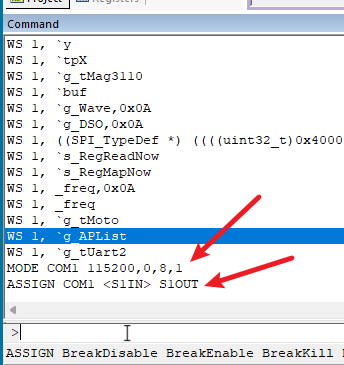 Project Registers
Command
WS 1, `y
WS 1, `tpX
WS 1, `g_tMag3110
WS 1, `buf
WS 1, `g_Wave,0x0A
WS 1, `g_DSO,0x0A
WS 1, ((SPI_TypeDef *) ((((uint32_t)0x4000
WS 1, `s_RegReadNow
WS 1, `s_RegMapNow
WS 1, _freq,0x0A
WS 1, _freq
WS 1, `g_tMoto
WS 1, `g_APList
WS 1, `g_tUart2
MODE COM1 115200,0,8,1
ASSIGN COM1 <S1IN> S1OUT
>
ASSIGN BreakDisable BreakEnable BreakKill